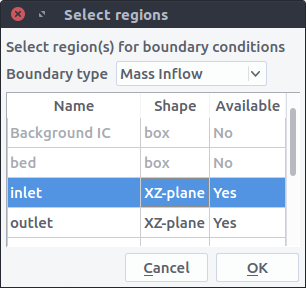 Select regions
Select region(s) for boundary conditions
Boundary type Mass Inflow
Name Shape Available
Background IC box No
bed box No
inlet XZ-plane Yes
outlet XZ-plane Yes
Cancel OK